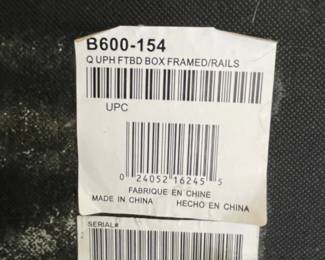 B600-154
Q UPH FTBD BOX FRAMED/RAILS
UPC
0 24052 16245 5
FABRIQUE EN CHINE
MADE IN CHINA HECHO EN CHINA
SERIAL#